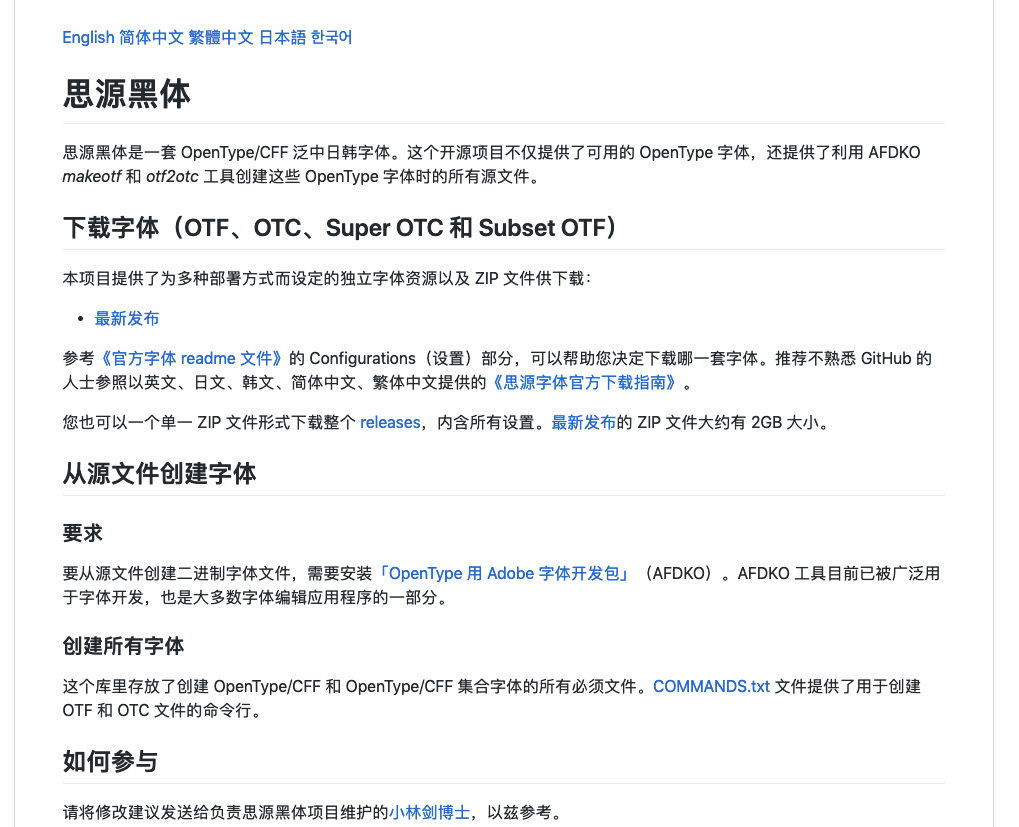 English 简体中文 繁體中文 日本語 한국어
思源黑体
思源黑体是一套 OpenType/CFF 泛中日韩字体。这个开源项目不仅提供了可用的 OpenType 字体，还提供了利用 AFDKO
makeotf 和 otf2otc 工具创建这些 OpenType 字体时的所有源文件。
下载字体（OTF、OTC、Super OTC 和 Subset OTF）
本项目提供了为多种部署方式而设定的独立字体资源以及 ZIP 文件供下载：
• 最新发布
参考《官方字体 readme 文件》的 Configurations（设置）部分，可以帮助您决定下载哪一套字体。推荐不熟悉 GitHub 的
人士参照以英文、日文、韩文、简体中文、繁体中文提供的《思源字体官方下载指南》。
您也可以一个单一 ZIP 文件形式下载整个 releases，内含所有设置。最新发布的 ZIP 文件大约有 2GB 大小。
从源文件创建字体
要求
要从源文件创建二进制字体文件，需要安装「OpenType 用 Adobe 字体开发包」（AFDKO）。AFDKO 工具目前已被广泛用
于字体开发，也是大多数字体编辑应用程序的一部分。
创建所有字体
这个库里存放了创建 OpenType/CFF 和 OpenType/CFF 集合字体的所有必须文件。COMMANDS.txt 文件提供了用于创建
OTF 和 OTC 文件的命令行。
如何参与
请将修改建议发送给负责思源黑体项目维护的小林剑博士，以兹参考。